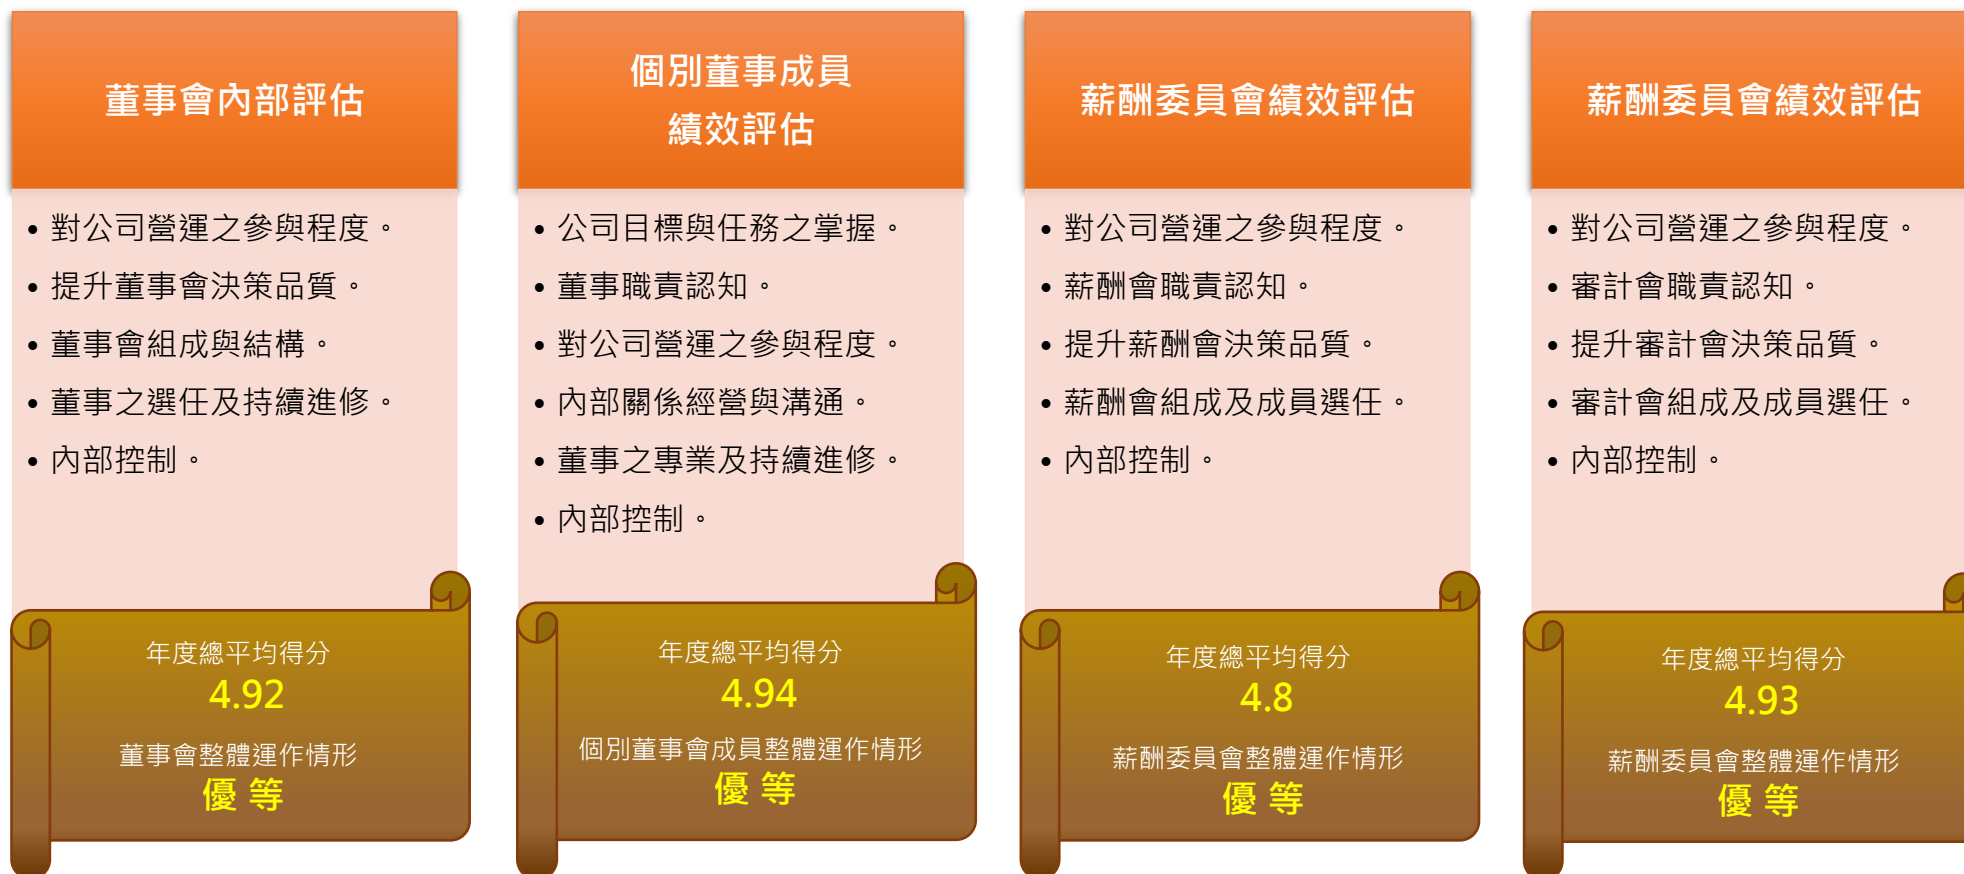 董事會內部評估
• 對公司營運之參與程度。
• 提升董事會決策品質。
• 董事會組成與結構。
• 董事之選任及持續進修。
• 內部控制。
年度總平均得分
4.92
董事會整體運作情形
優等
個別董事成員
績效評估
• 公司目標與任務之掌握。
• 董事職責認知。
• 對公司營運之參與程度。
• 內部關係經營與溝通。
• 董事之專業及持續進修。
• 內部控制。
年度總平均得分
4.94
個別董事會成員整體運作情形
優等
薪酬委員會績效評估
• 對公司營運之參與程度。
• 薪酬會職責認知。
• 提升薪酬會決策品質。
• 薪酬會組成及成員選任。
• 內部控制。
年度總平均得分
4.8
薪酬委員會整體運作情形
優等
薪酬委員會績效評估
• 對公司營運之參與程度。
• 審計會職責認知。
• 提升審計會決策品質。
• 審計會組成及成員選任。
• 內部控制。
年度總平均得分
4.93
薪酬委員會整體運作情形
優等